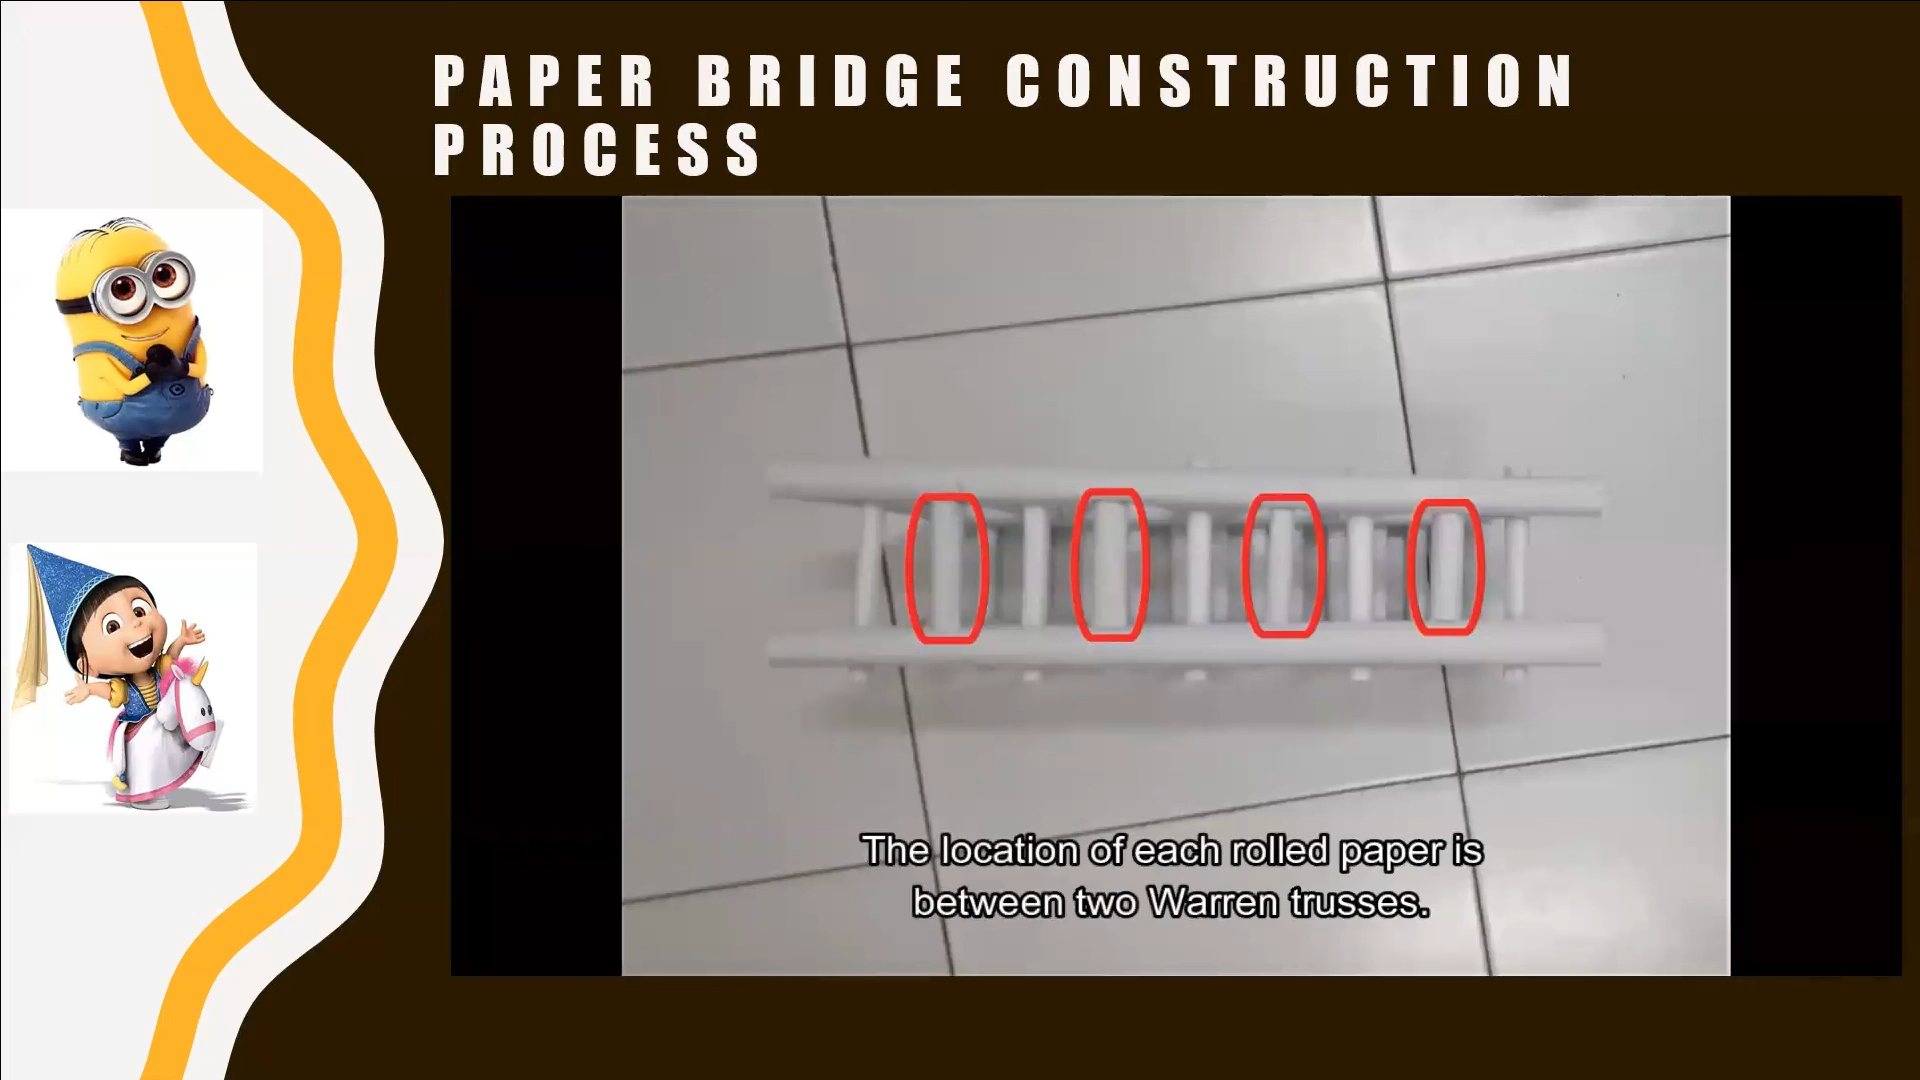 PAPER BRIDGE CONSTRUCTION
PROCESS
The location of each rolled paper is
between two Warren trusses.